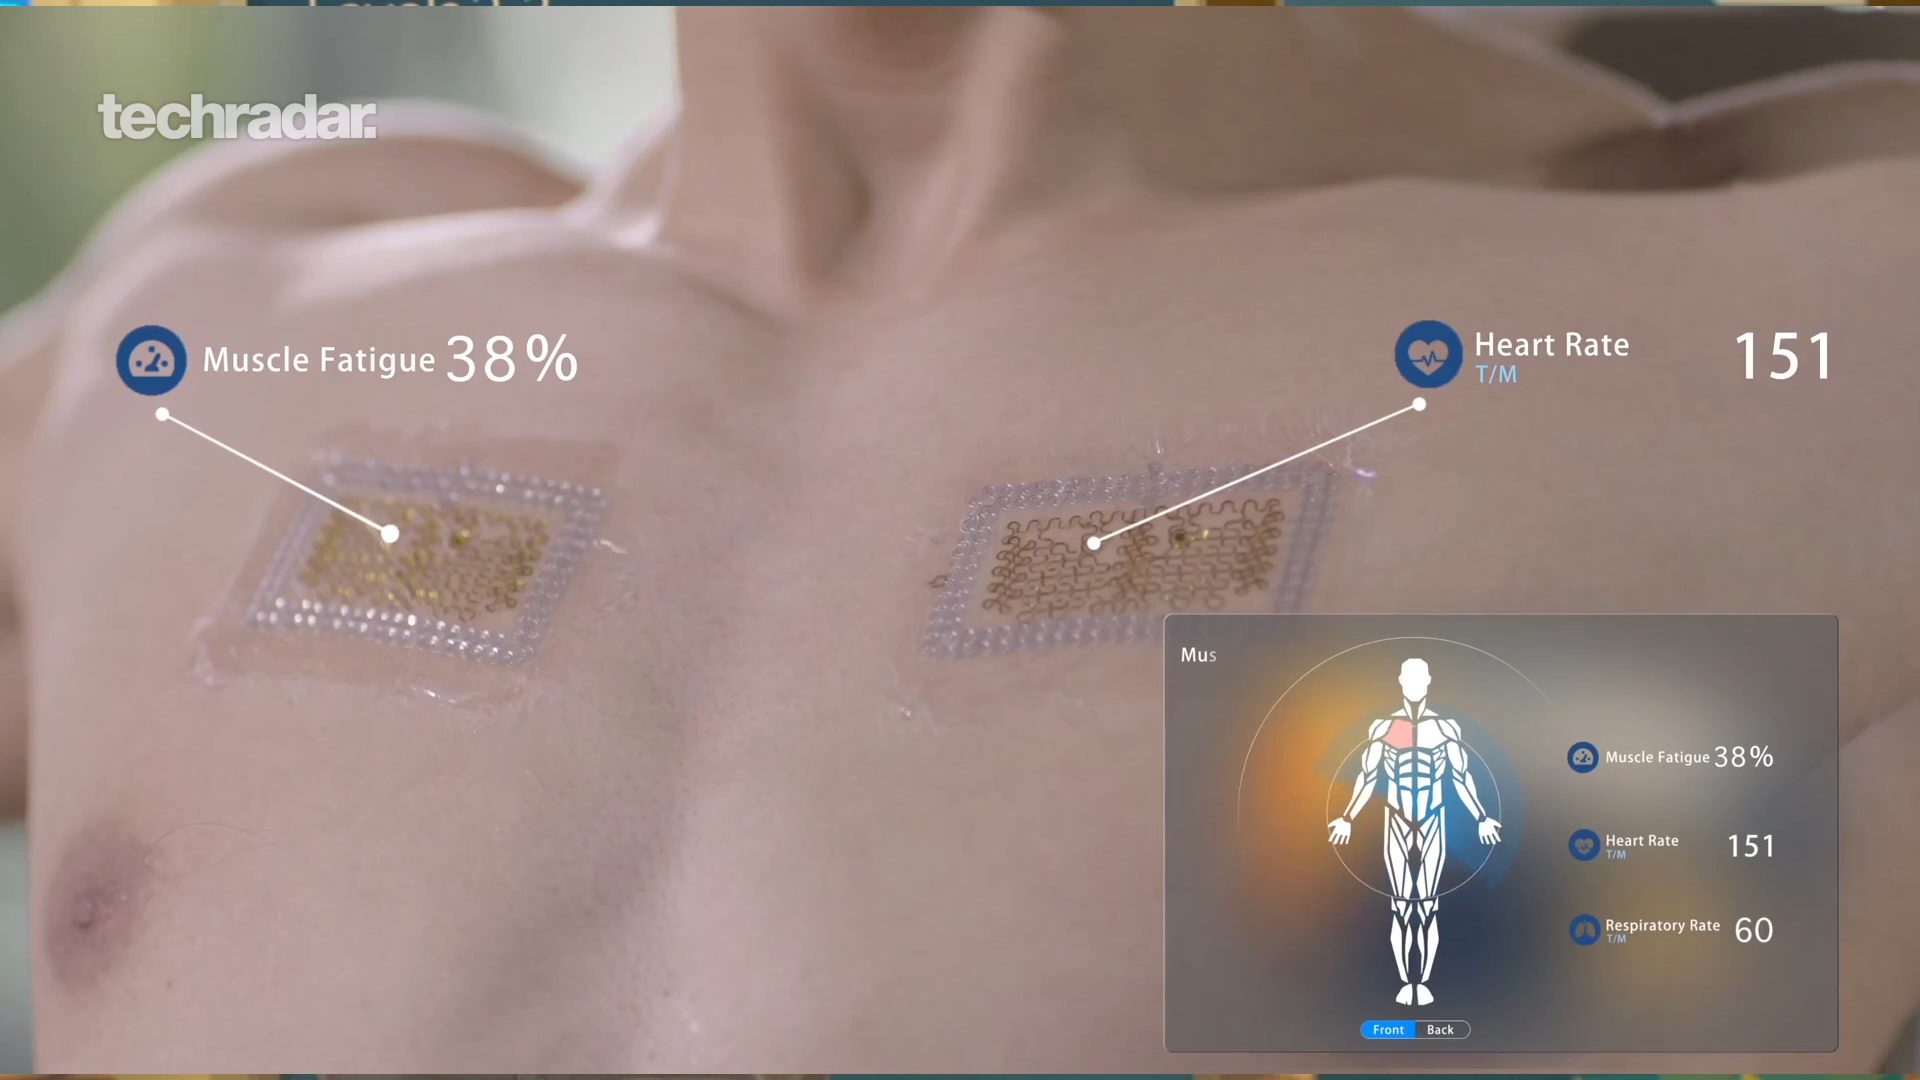 techradar.
Muscle Fatigue 38%
Heart Rate 151
T/M
Mus
Muscle Fatigue 38%
Heart Rate 151
T/M
Respiratory Rate 60
T/M
Front Back